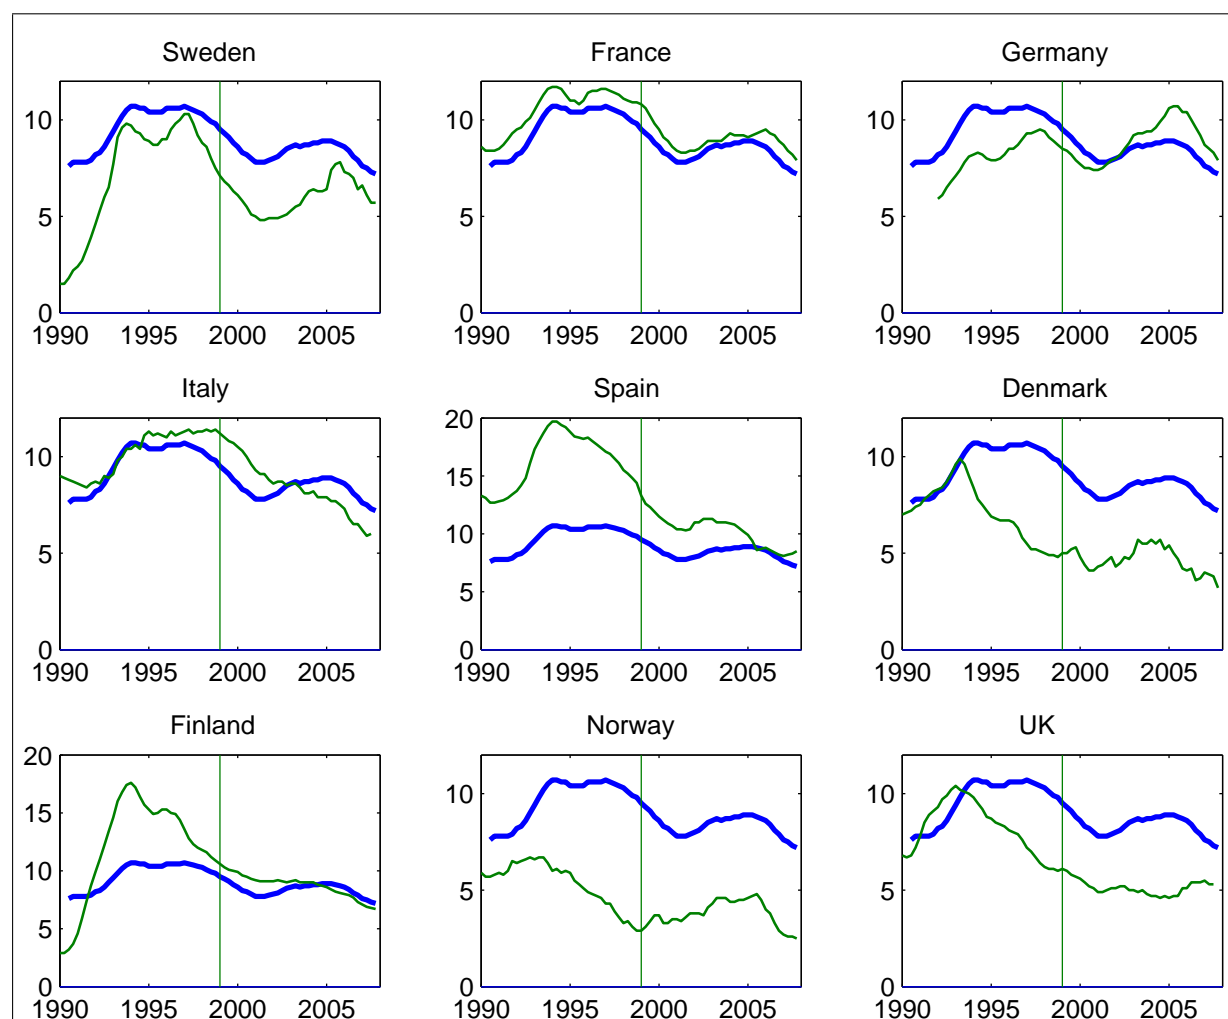 Sweden France Germany
10 10 10
5 5 5
0 0 0
1990 1995 2000 2005 1990 1995 2000 2005 1990 1995 2000 2005
Italy Spain Denmark
20
10 15 10
10
5 5 5
0 0 0
1990 1995 2000 2005 1990 1995 2000 2005 1990 1995 2000 2005
Finland Norway UK
20
15 10 10
10
5 5 5
0 0 0
1990 1995 2000 2005 1990 1995 2000 2005 1990 1995 2000 2005